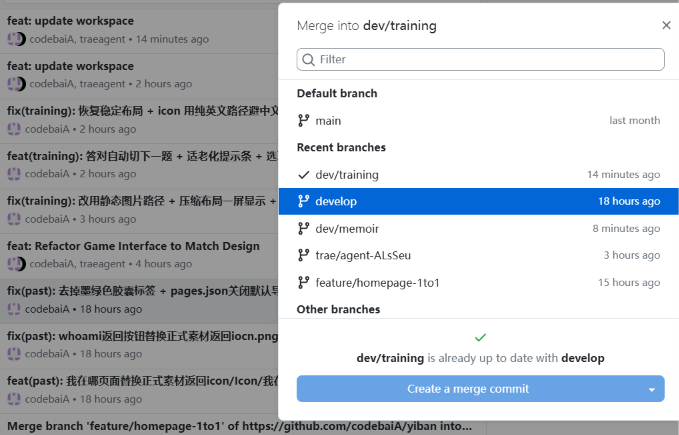 feat: update workspace
codebaiA, traeagent • 14 minutes ago
feat: update workspace
codebaiA, traeagent • 2 hours ago
fix(training): 恢复稳定布局 + icon 用纯英文路径避中文
codebaiA • 2 hours ago
feat(training): 答对自动切下一题 + 适老化提示条 + 选
codebaiA • 2 hours ago
fix(training): 改用静态图片路径 + 压缩布局一屏显示 +
codebaiA • 3 hours ago
feat: Refactor Game Interface to Match Design
codebaiA, traeagent • 4 hours ago
fix(past): 去掉墨绿色胶囊标签 + pages.json关闭默认导
codebaiA • 18 hours ago
fix(past): whoami返回按钮替换正式素材返回iocn.png
codebaiA • 18 hours ago
feat(past): 我在哪页面替换正式素材返回icon/Icon/我在
codebaiA • 18 hours ago
Merge branch 'feature/homepage-1to1' of https://github.com/codebaiA/yiban into...
Merge into dev/training
Filter
Default branch
main last month
Recent branches
dev/training 14 minutes ago
develop 18 hours ago
dev/memoir 8 minutes ago
trae/agent-ALsSeu 3 hours ago
feature/homepage-1to1 15 hours ago
Other branches
dev/training is already up to date with develop
Create a merge commit